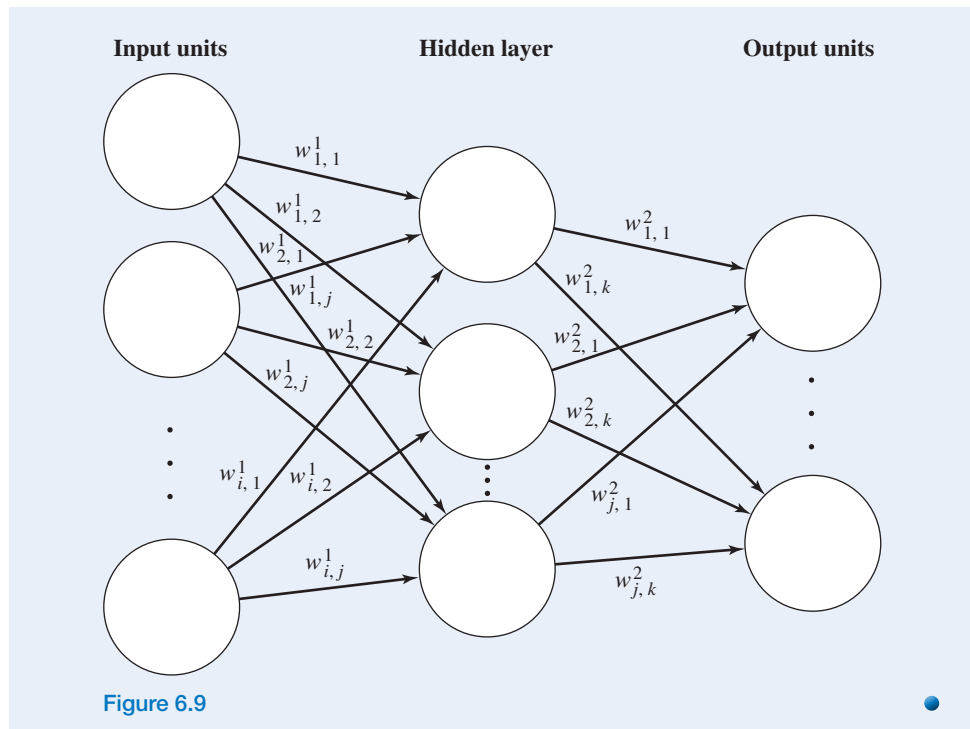 Input units Hidden layer Output units
w^1_{1, 1}
w^1_{1, 2}
w^1_{2, 1}
w^1_{1, j}
w^1_{2, 2}
w^1_{2, j}
w^1_{i, 1}
w^1_{i, 2}
w^1_{i, j}
w^2_{1, 1}
w^2_{1, k}
w^2_{2, 1}
w^2_{2, k}
w^2_{j, 1}
w^2_{j, k}
Figure 6.9